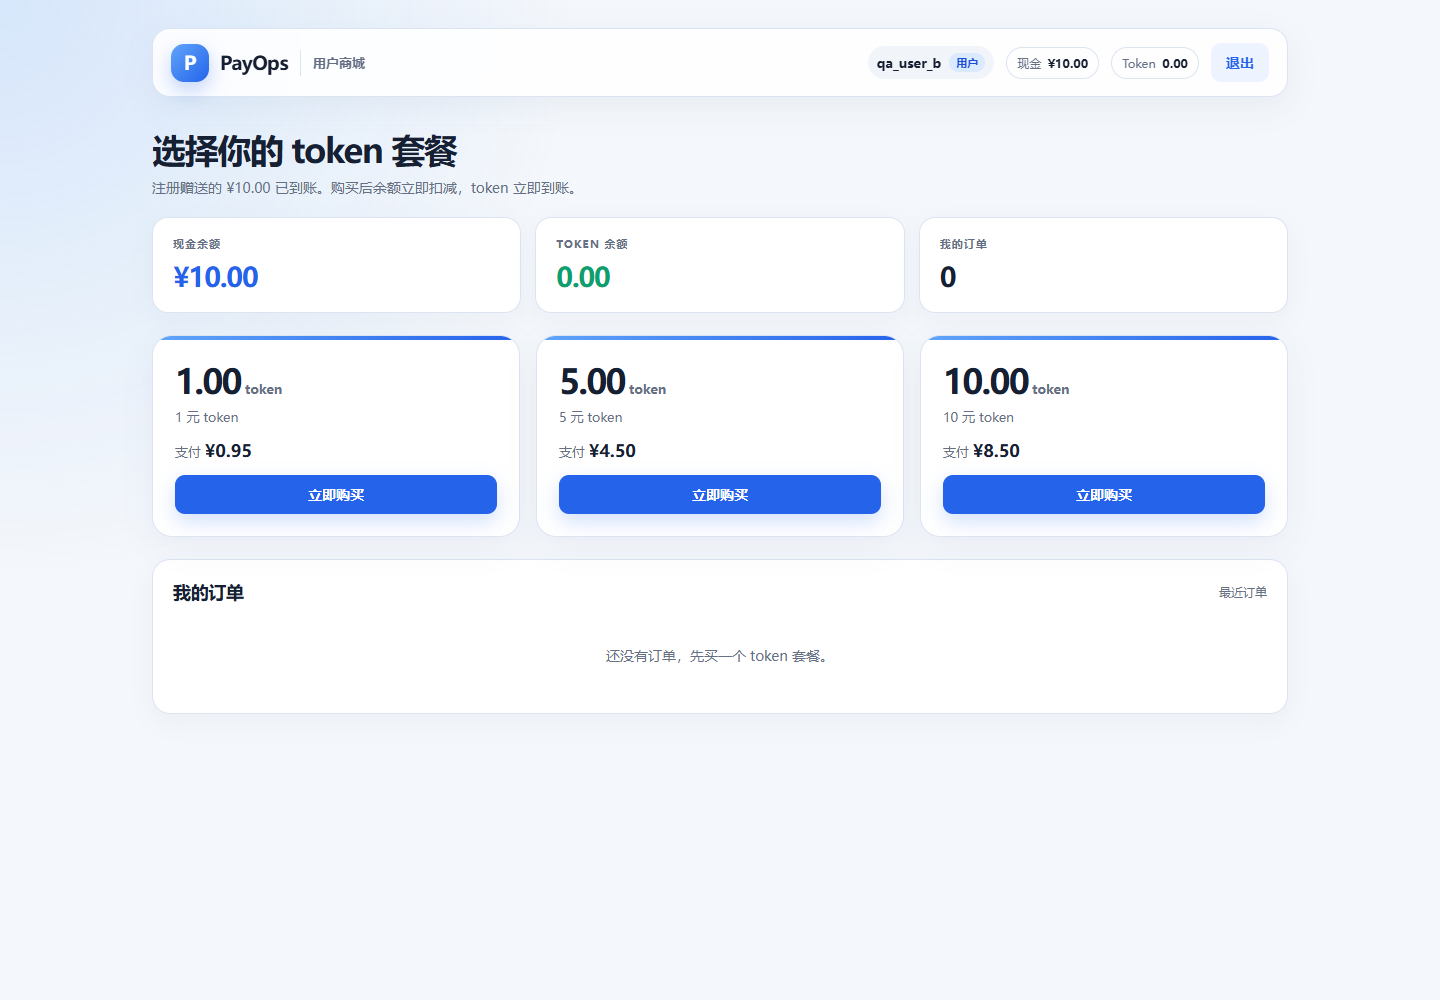 P PayOps 用户商城 qa_user_b 用户 现金 ¥10.00 Token 0.00 退出
选择你的 token 套餐
注册赠送的 ¥10.00 已到账。购买后余额立即扣减，token 立即到账。
现金余额
¥10.00
TOKEN 余额
0.00
我的订单
0
1.00 token
1 元 token
支付 ¥0.95
立即购买
5.00 token
5 元 token
支付 ¥4.50
立即购买
10.00 token
10 元 token
支付 ¥8.50
立即购买
我的订单 最近订单
还没有订单，先买一个 token 套餐。